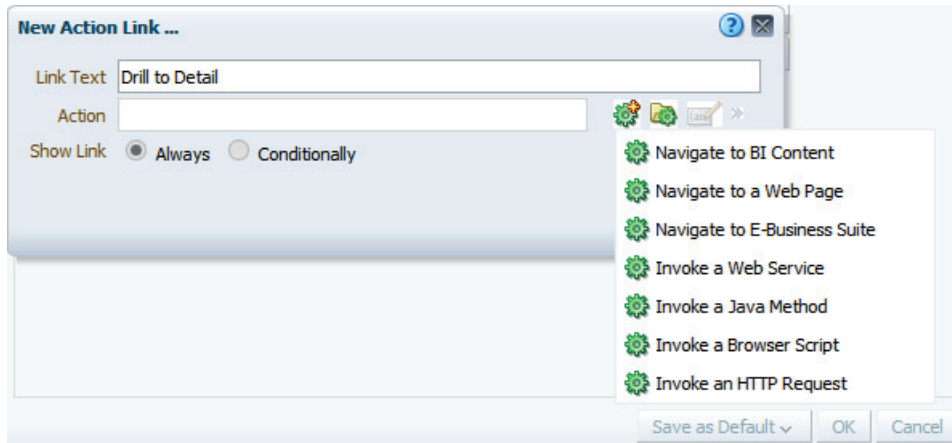 New Action Link ...
Link Text Drill to Detail
Action
Show Link Always Conditionally
Navigate to BI Content
Navigate to a Web Page
Navigate to E-Business Suite
Invoke a Web Service
Invoke a Java Method
Invoke a Browser Script
Invoke an HTTP Request
Save as Default OK Cancel